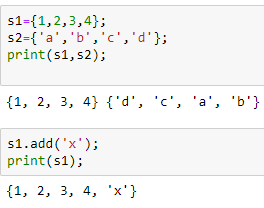 s1={1,2,3,4};
s2={'a','b','c','d'};
print(s1,s2);
{1, 2, 3, 4} {'d', 'c', 'a', 'b'}
s1.add('x');
print(s1);
{1, 2, 3, 4, 'x'}